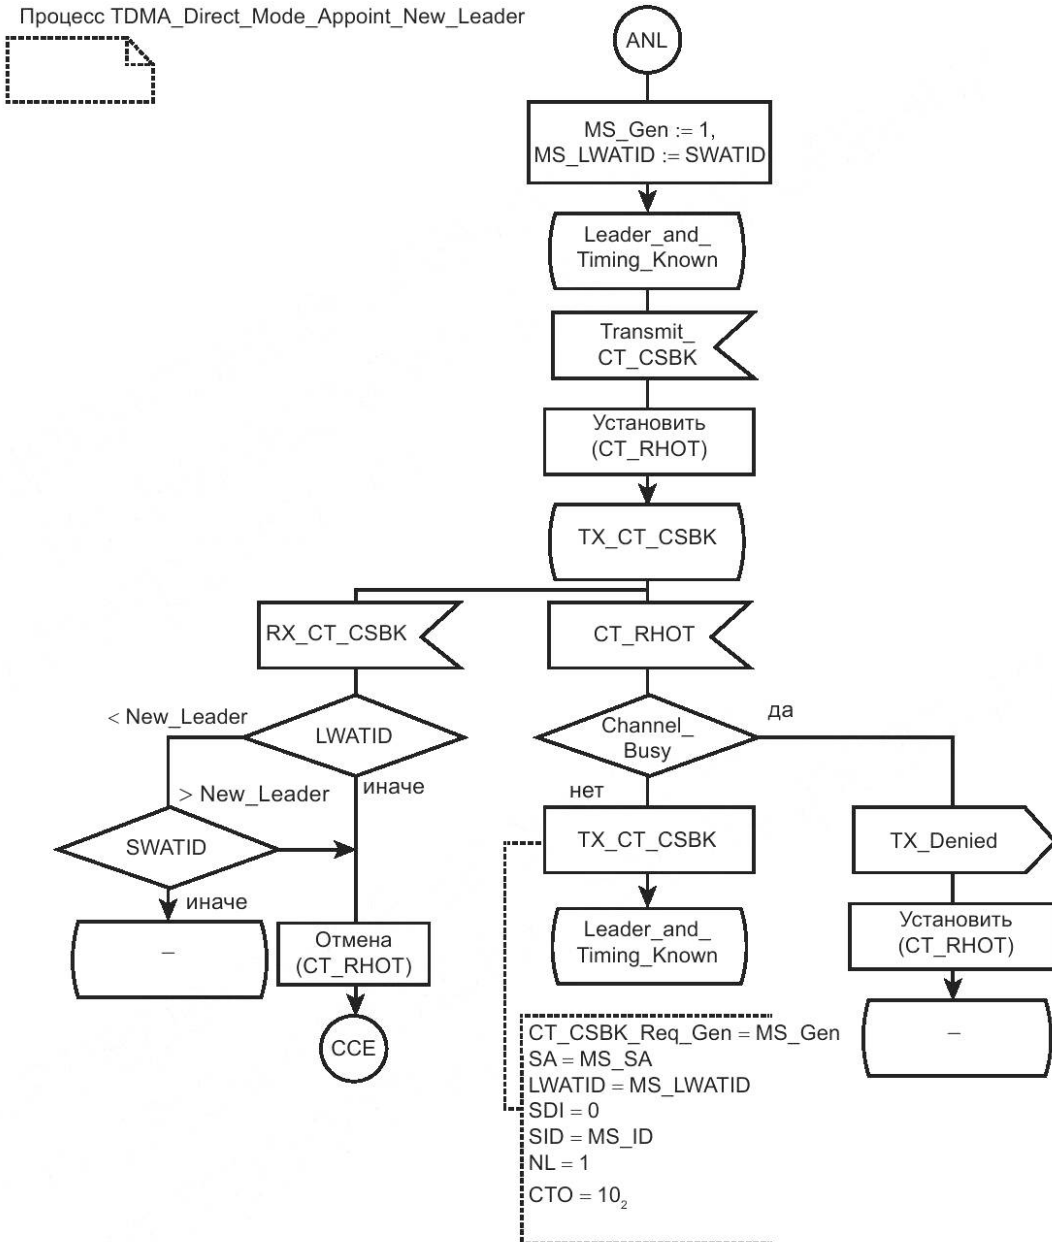 Процесс TDMA_Direct_Mode_Appoint_New_Leader
ANL
MS_Gen := 1,
MS_LWATID := SWATID
Leader_and_
Timing_Known
Transmit_
CT_CSBK
Установить
(CT_RHOT)
TX_CT_CSBK
RX_CT_CSBK
CT_RHOT
< New_Leader
LWATID
Channel_
Busy
да
иначе
> New_Leader
нет
SWATID
TX_CT_CSBK
TX_Denied
иначе
–
Отмена
(CT_RHOT)
Leader_and_
Timing_Known
Установить
(CT_RHOT)
CCE
–
CT_CSBK_Req_Gen = MS_Gen
SA = MS_SA
LWATID = MS_LWATID
SDI = 0
SID = MS_ID
NL = 1
CTO = 10₂